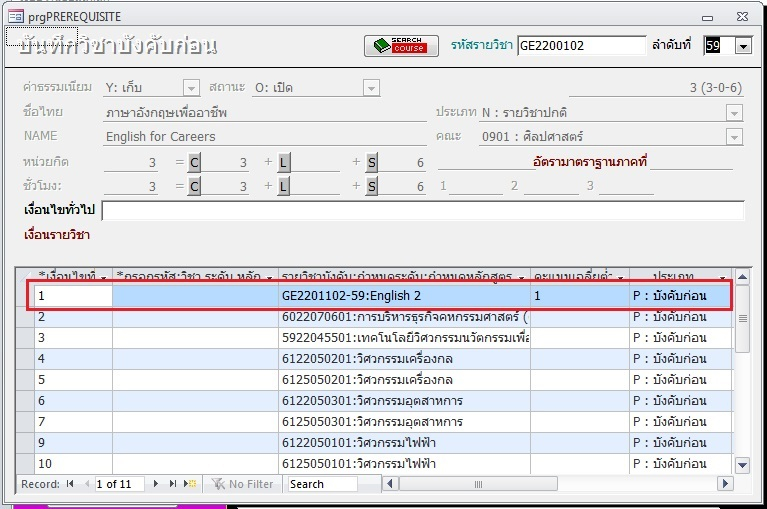 prgPREREQUISITE
บันทึกวิชาบังคับก่อน
SEARCH course รหัสรายวิชา GE2200102 ลำดับที่ 59
ค่าธรรมเนียม Y: เก็บ สถานะ O: เปิด 3 (3-0-6)
ชื่อไทย ภาษาอังกฤษเพื่ออาชีพ ประเภท N : รายวิชาปกติ
NAME English for Careers คณะ 0901 : ศิลปศาสตร์
หน่วยกิต 3 = C 3 + L + S 6 อัตรามาตราฐานภาคที่
ชั่วโมง: 3 = C 3 + L + S 6 1 2 3
เงื่อนไขทั่วไป
เงื่อนรายวิชา
*เงื่อนไขที่ *กรอกรหัส:วิชา ระดับ หลัก รายวิชาบังคับ:กำหนดระดับ:กำหนดหลักสูตร คะแนนเฉลี่ยต่ำ ประเภท
1 GE2201102-59:English 2 1 P : บังคับก่อน
2 6022070601:การบริหารธุรกิจคหกรรมศาสตร์ ( P : บังคับก่อน
3 5922045501:เทคโนโลยีวิศวกรรมนวัตกรรมเพื่อ P : บังคับก่อน
4 6122050201:วิศวกรรมเครื่องกล P : บังคับก่อน
5 6125050201:วิศวกรรมเครื่องกล P : บังคับก่อน
6 6122050301:วิศวกรรมอุตสาหการ P : บังคับก่อน
7 6125050301:วิศวกรรมอุตสาหการ P : บังคับก่อน
9 6122050101:วิศวกรรมไฟฟ้า P : บังคับก่อน
10 6125050101:วิศวกรรมไฟฟ้า P : บังคับก่อน
Record: 1 of 11 No Filter Search